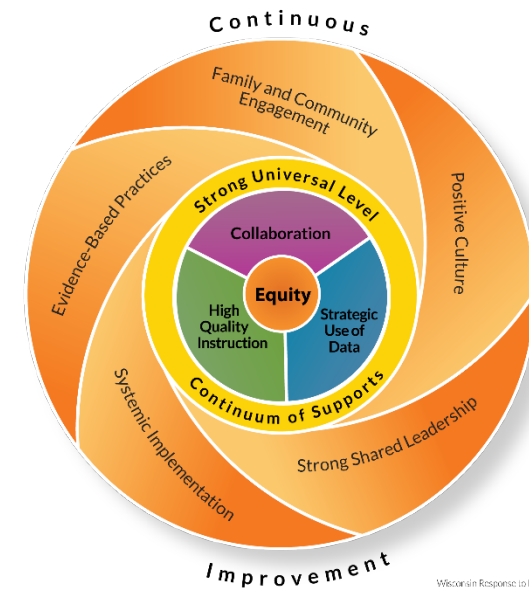 Continuous
Family and Community
Engagement
Positive Culture
Evidence-Based Practices
Strong Universal Level
Collaboration
Equity
High
Quality
Instruction
Strategic
Use of
Data
Continuum of Supports
Systemic Implementation
Strong Shared Leadership
Improvement
Wisconsin Response to